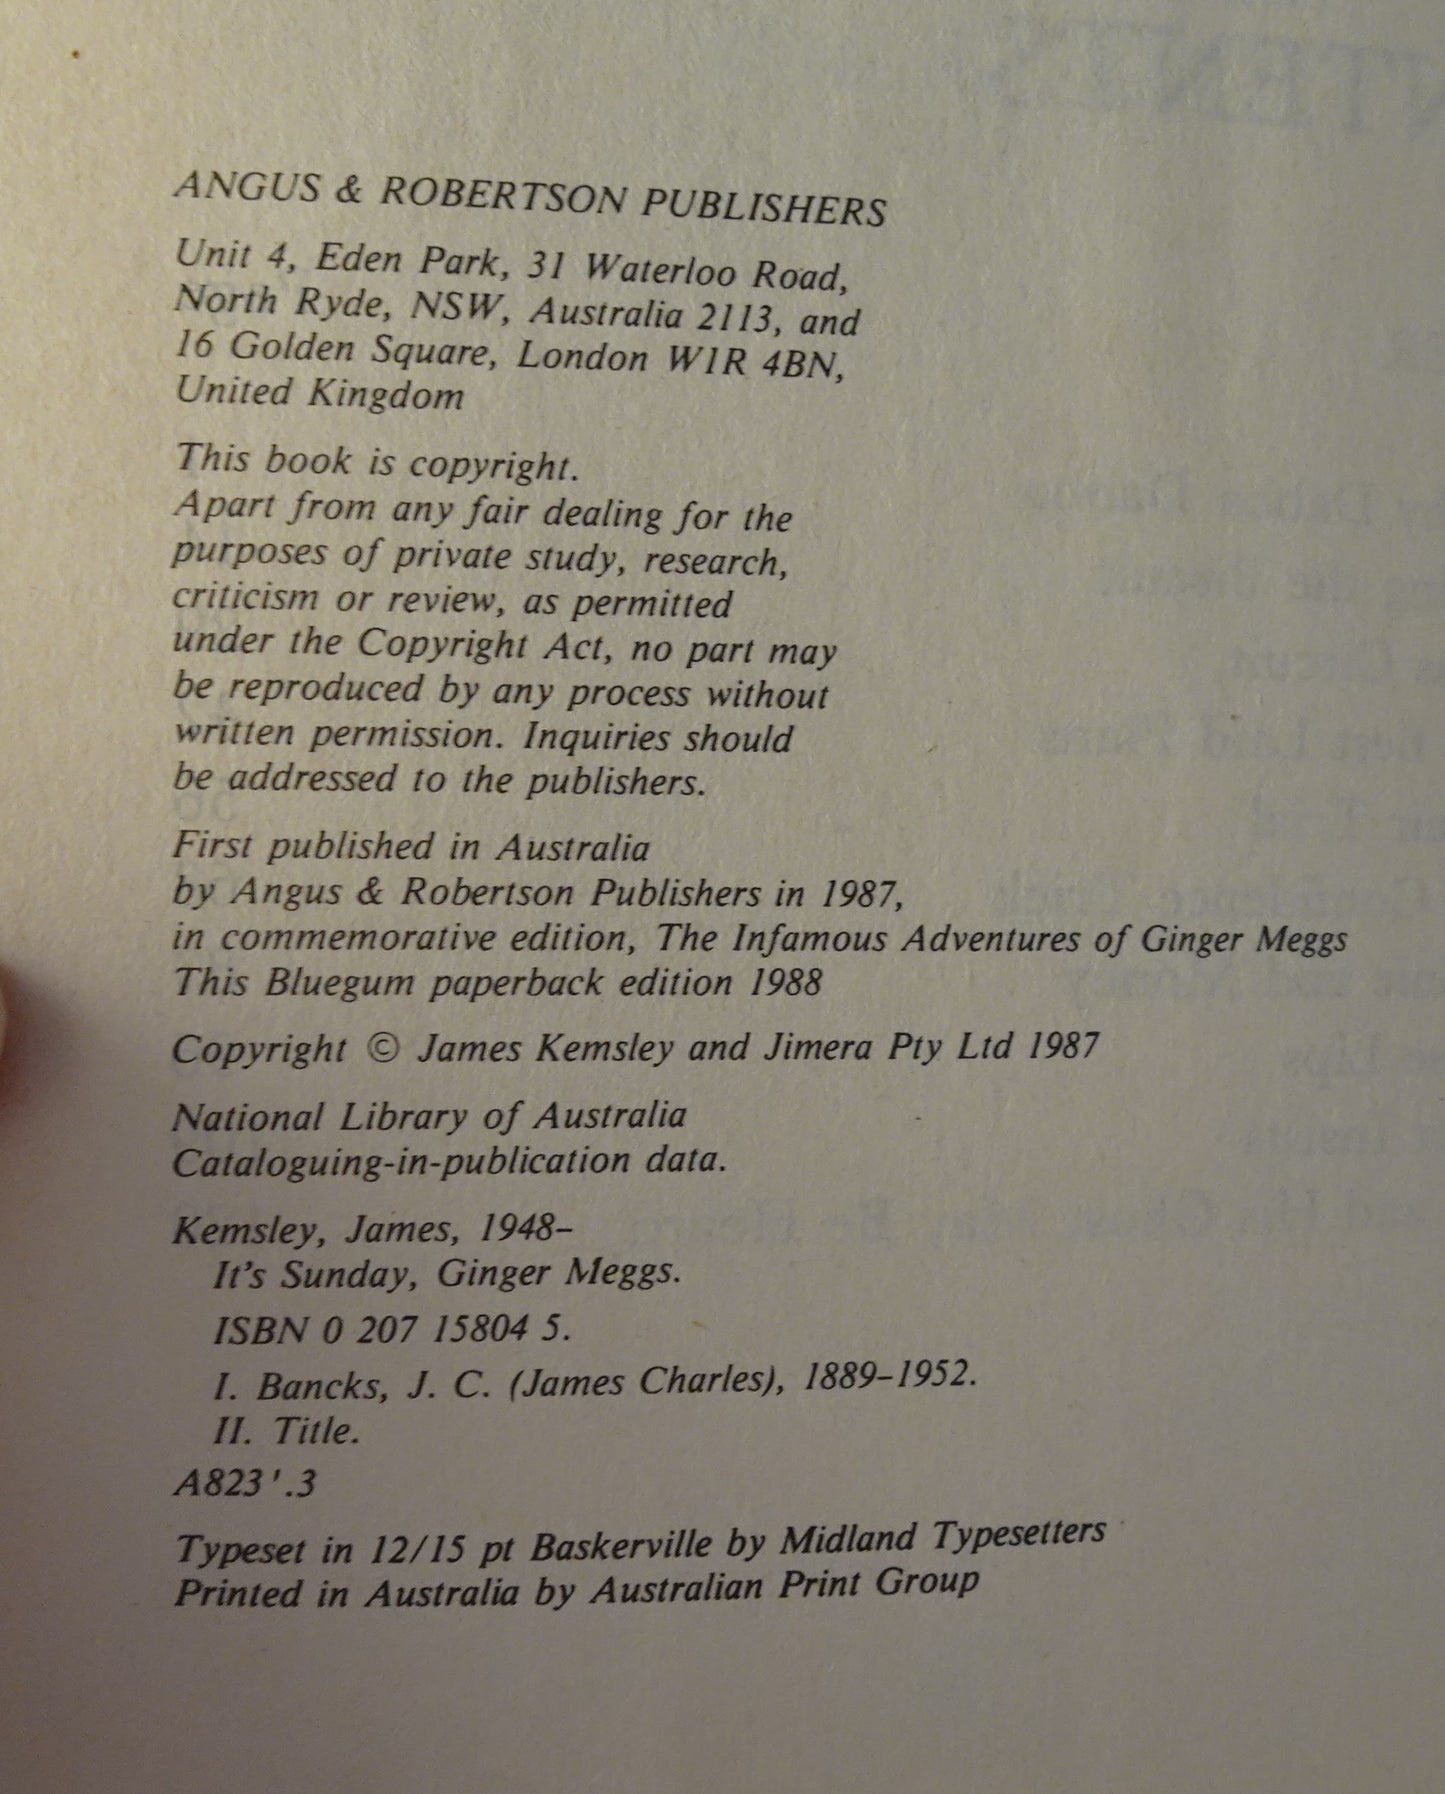 ANGUS & ROBERTSON PUBLISHERS
Unit 4, Eden Park, 31 Waterloo Road,
North Ryde, NSW, Australia 2113, and
16 Golden Square, London W1R 4BN,
United Kingdom
This book is copyright.
Apart from any fair dealing for the
purposes of private study, research,
criticism or review, as permitted
under the Copyright Act, no part may
be reproduced by any process without
written permission. Inquiries should
be addressed to the publishers.
First published in Australia
by Angus & Robertson Publishers in 1987,
in commemorative edition, The Infamous Adventures of Ginger Meggs
This Bluegum paperback edition 1988
Copyright © James Kemsley and Jimera Pty Ltd 1987
National Library of Australia
Cataloguing-in-publication data.
Kemsley, James, 1948–
It's Sunday, Ginger Meggs.
ISBN 0 207 15804 5.
I. Bancks, J. C. (James Charles), 1889–1952.
II. Title.
A823'.3
Typeset in 12/15 pt Baskerville by Midland Typesetters
Printed in Australia by Australian Print Group